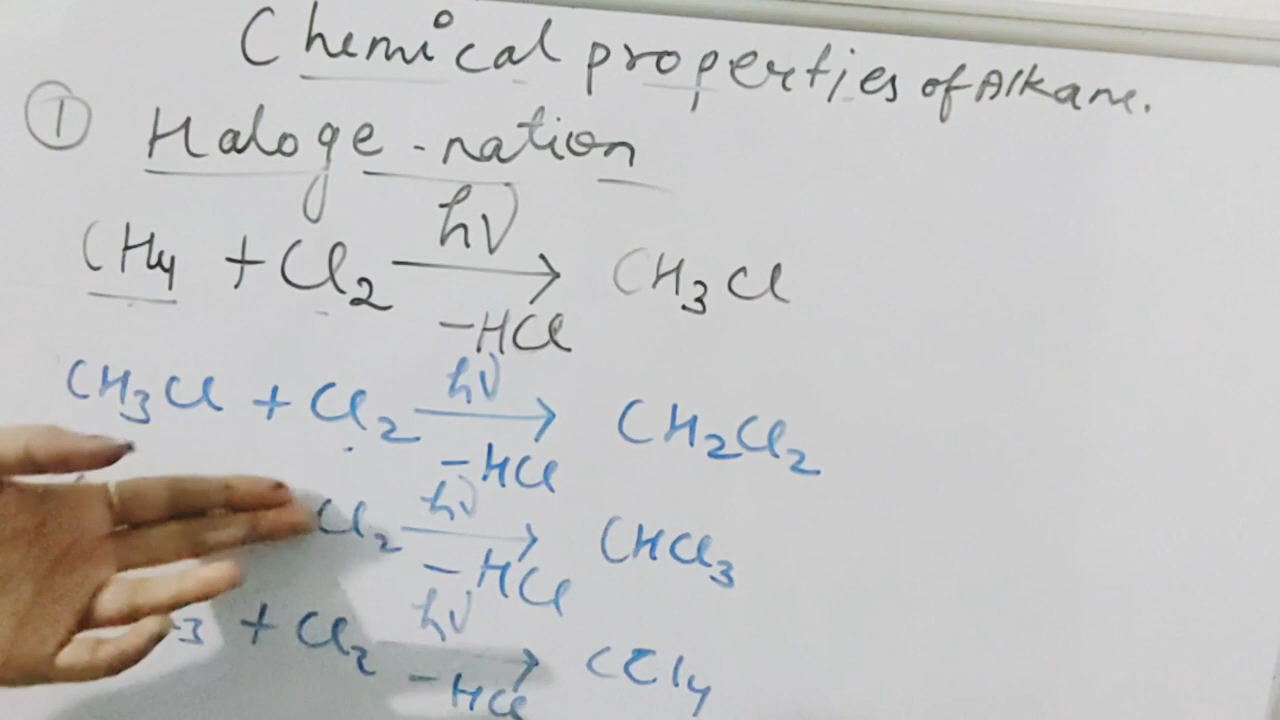 Chemical properties of Alkane.
① Haloge-nation
hν
CH4 + Cl2 → CH3Cl
-HCl
hν
CH3Cl + Cl2 → CH2Cl2
-HCl
hν
Cl2 → CHCl3
-HCl
hν
3 + Cl2 → CCl4
-HCl